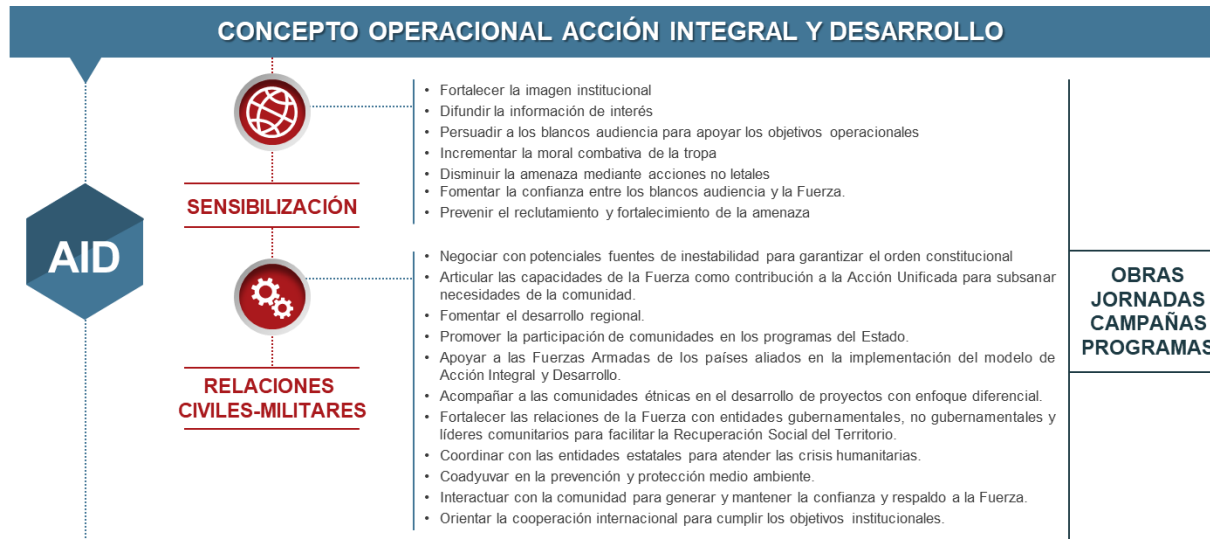 CONCEPTO OPERACIONAL ACCIÓN INTEGRAL Y DESARROLLO
AID
SENSIBILIZACIÓN
• Fortalecer la imagen institucional
• Difundir la información de interés
• Persuadir a los blancos audiencia para apoyar los objetivos operacionales
• Incrementar la moral combativa de la tropa
• Disminuir la amenaza mediante acciones no letales
• Fomentar la confianza entre los blancos audiencia y la Fuerza.
• Prevenir el reclutamiento y fortalecimiento de la amenaza
RELACIONES
CIVILES-MILITARES
• Negociar con potenciales fuentes de inestabilidad para garantizar el orden constitucional
• Articular las capacidades de la Fuerza como contribución a la Acción Unificada para subsanar
necesidades de la comunidad.
• Fomentar el desarrollo regional.
• Promover la participación de comunidades en los programas del Estado.
• Apoyar a las Fuerzas Armadas de los países aliados en la implementación del modelo de
Acción Integral y Desarrollo.
• Acompañar a las comunidades étnicas en el desarrollo de proyectos con enfoque diferencial.
• Fortalecer las relaciones de la Fuerza con entidades gubernamentales, no gubernamentales y
líderes comunitarios para facilitar la Recuperación Social del Territorio.
• Coordinar con las entidades estatales para atender las crisis humanitarias.
• Coadyuvar en la prevención y protección medio ambiente.
• Interactuar con la comunidad para generar y mantener la confianza y respaldo a la Fuerza.
• Orientar la cooperación internacional para cumplir los objetivos institucionales.
OBRAS
JORNADAS
CAMPAÑAS
PROGRAMAS